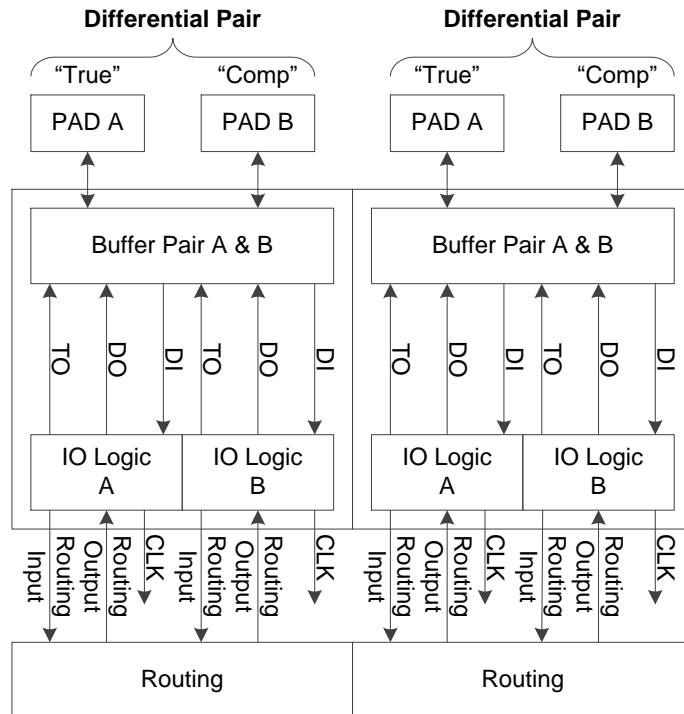 Differential Pair Differential Pair
“True” “Comp” “True” “Comp”
PAD A PAD B PAD A PAD B
Buffer Pair A & B Buffer Pair A & B
TO DO DI TO DO DI TO DO DI TO DO DI
IO Logic A IO Logic B IO Logic A IO Logic B
Routing Input
Routing Output
CLK
Routing Input
Routing Output
CLK
Routing Input
Routing Output
CLK
Routing Input
Routing Output
CLK
Routing Routing